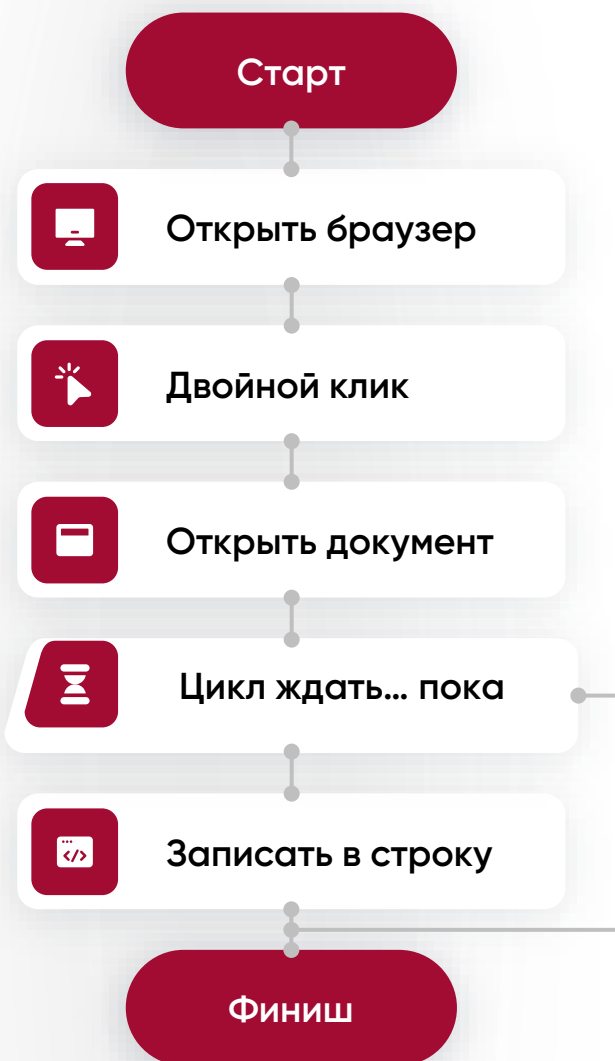 Старт
Открыть браузер
Двойной клик
Открыть документ
Цикл ждать... пока
Записать в строку
Финиш